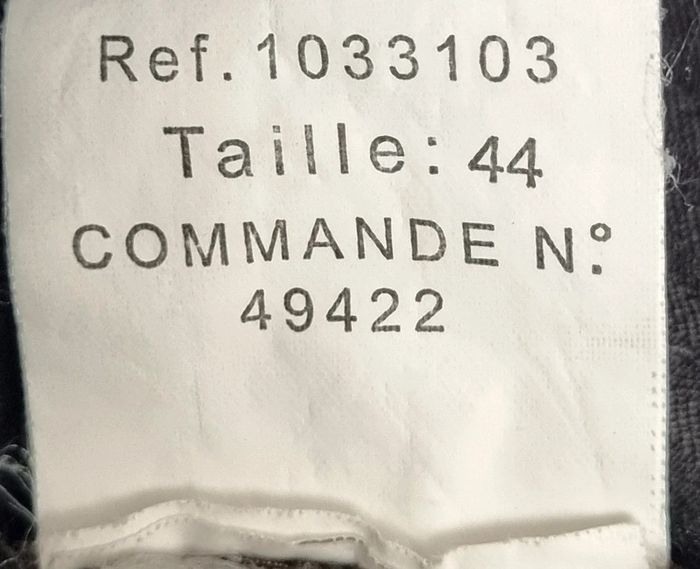 Ref. 1033103
Taille: 44
COMMANDE N.º
49422